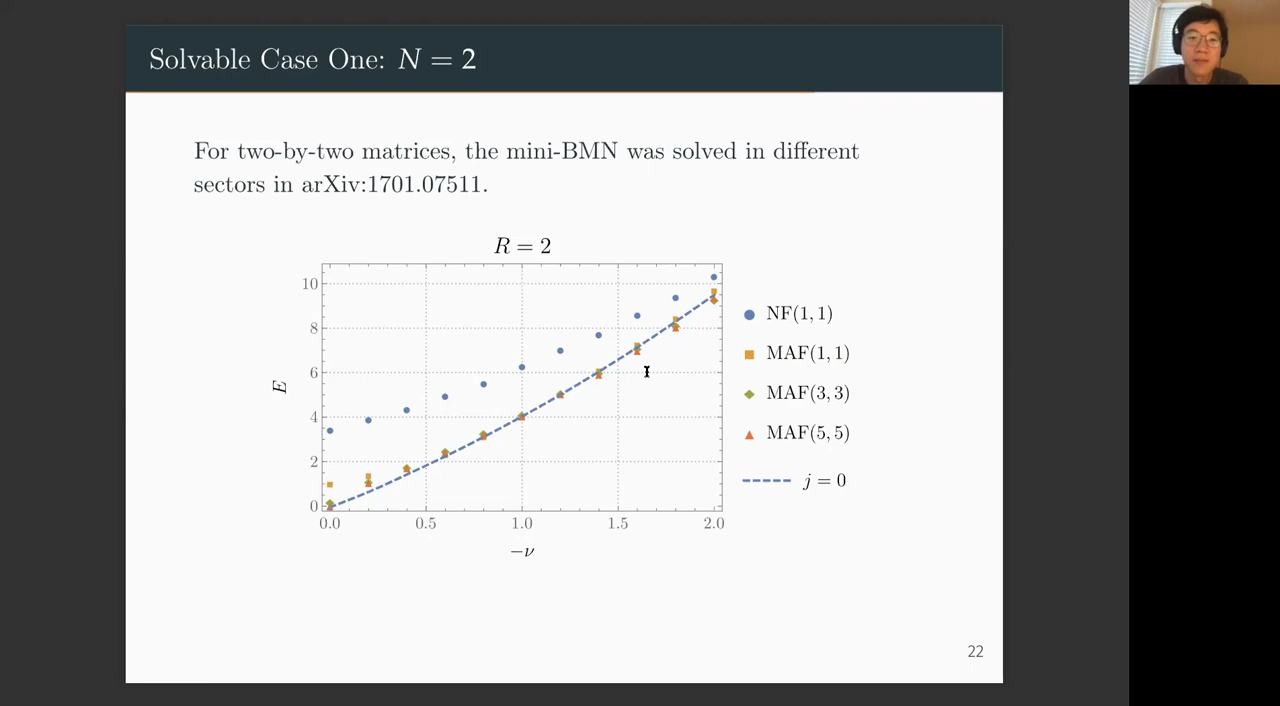 Solvable Case One: N = 2
For two-by-two matrices, the mini-BMN was solved in different
sectors in arXiv:1701.07511.
R = 2
10
8
6
4
2
0
E
0.0 0.5 1.0 1.5 2.0
−ν
NF(1, 1)
MAF(1, 1)
MAF(3, 3)
MAF(5, 5)
j = 0
22